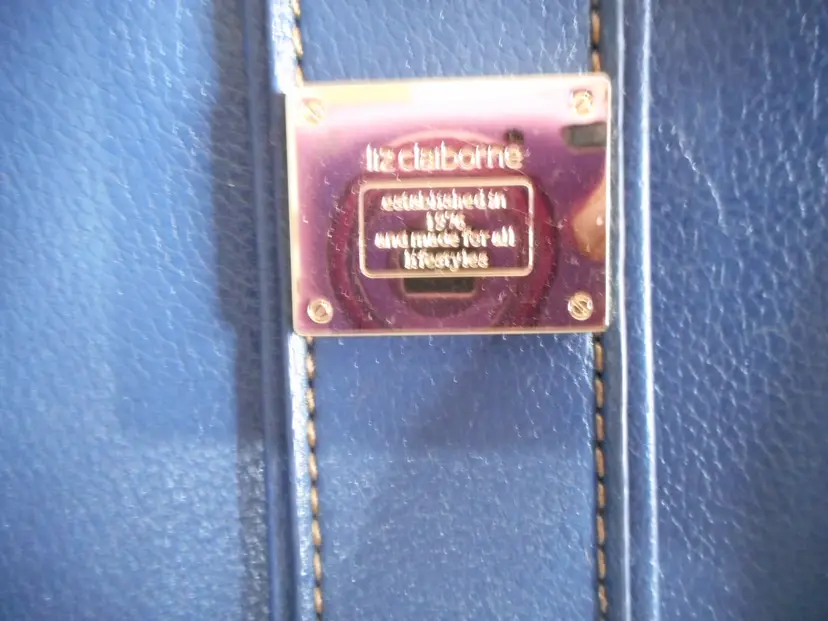 liz claiborne
established in
1976
and made for all
lifestyles